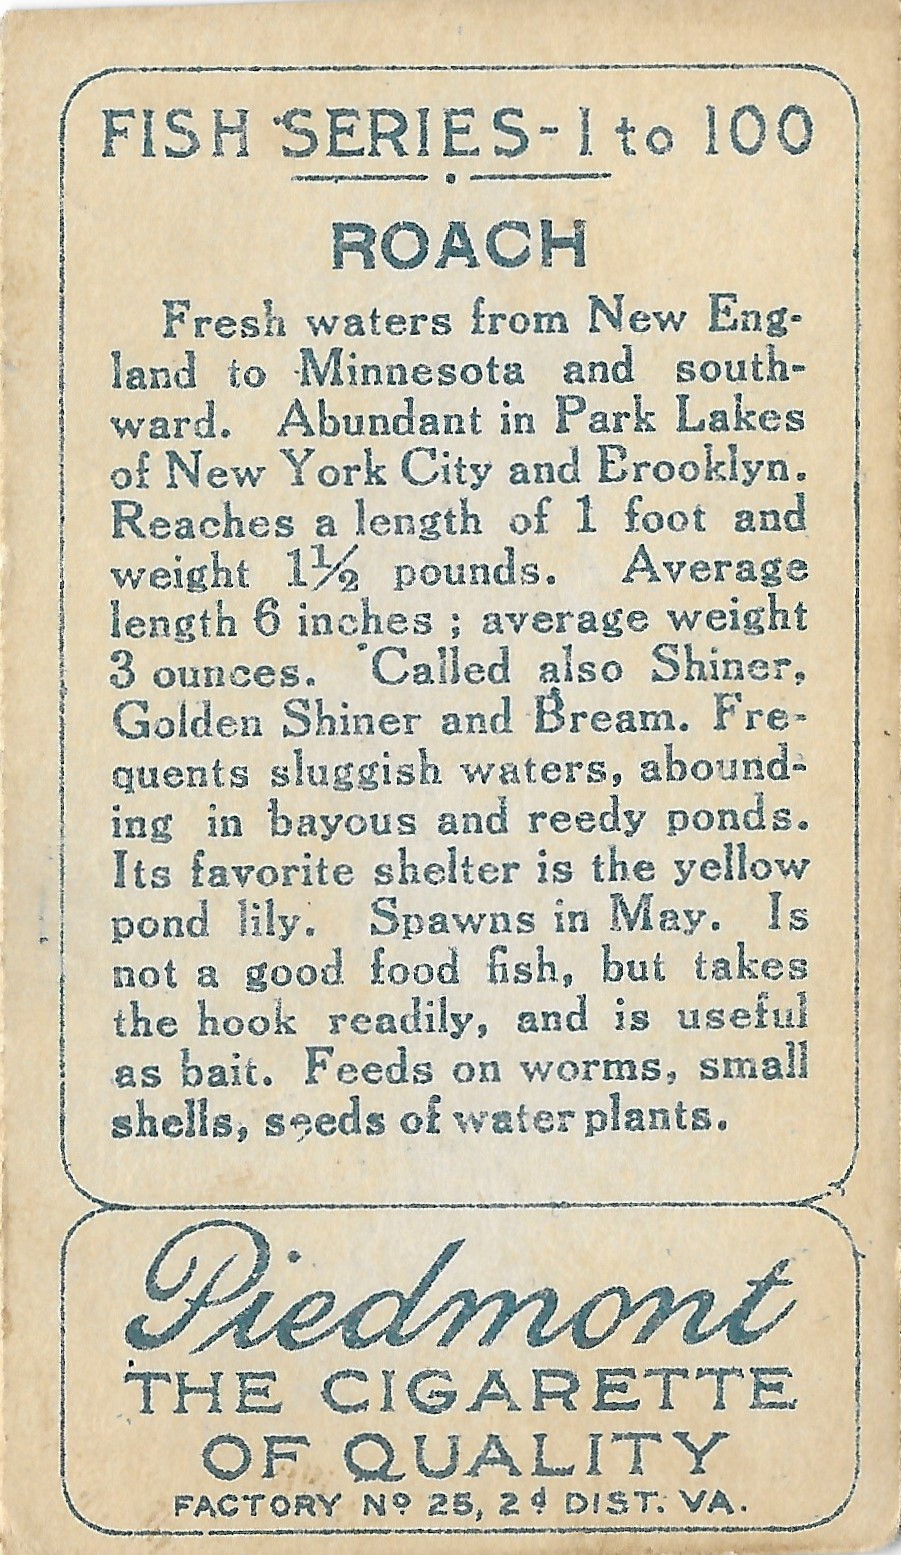 FISH SERIES-1 to 100
ROACH
Fresh waters from New Eng-
land to Minnesota and south-
ward. Abundant in Park Lakes
of New York City and Brooklyn.
Reaches a length of 1 foot and
weight 1½ pounds. Average
length 6 inches ; average weight
3 ounces. Called also Shiner,
Golden Shiner and Bream. Fre-
quents sluggish waters, abound-
ing in bayous and reedy ponds.
Its favorite shelter is the yellow
pond lily. Spawns in May. Is
not a good food fish, but takes
the hook readily, and is useful
as bait. Feeds on worms, small
shells, seeds of water plants.
Piedmont
THE CIGARETTE
OF QUALITY
FACTORY Nº 25, 2d DIST. VA.